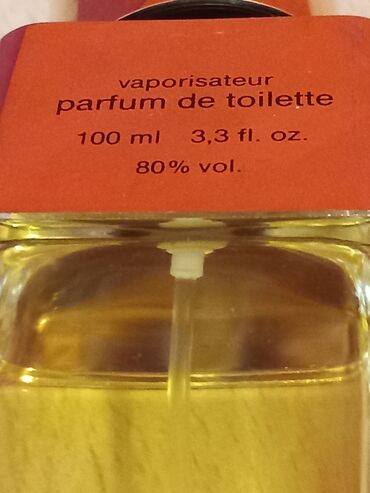 vaporisateur
parfum de toilette
100 ml 3,3 fl. oz.
80% vol.